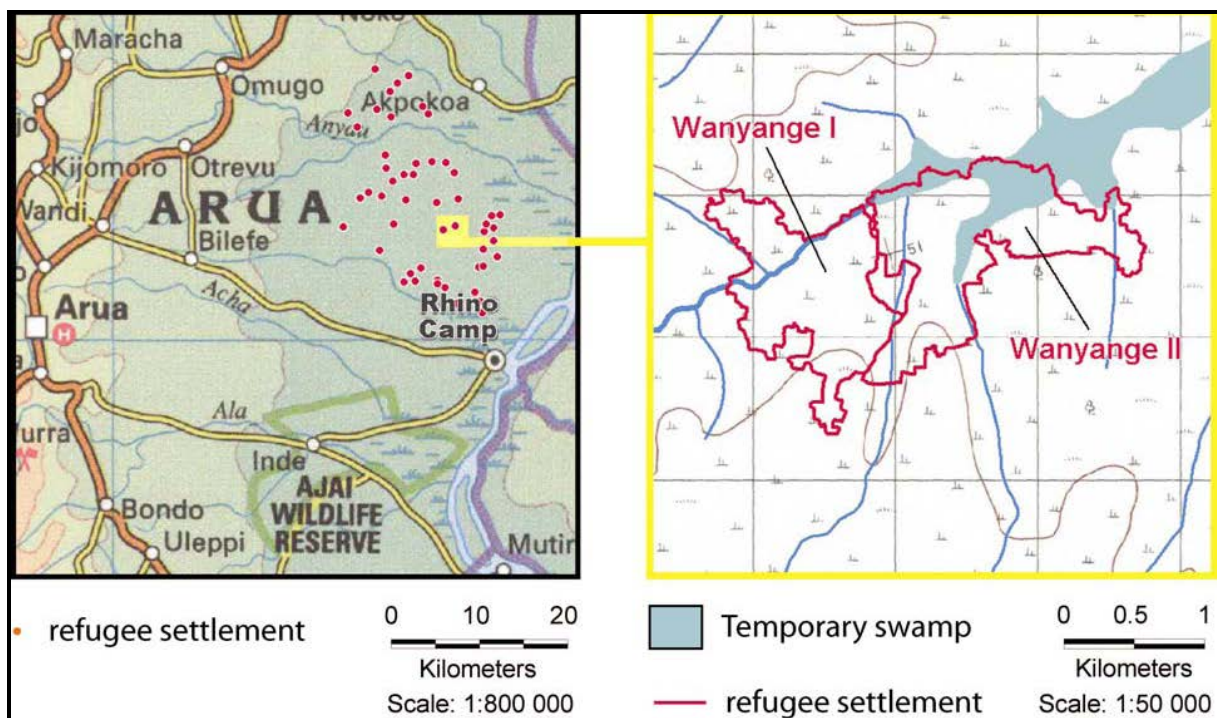 Noko
Maracha
Omugo
Akpokoa
Anyau
Kijomoro
Otrevu
Wandi
ARUA
Bilefe
Rhino
Camp
Arua
H
Acha
Ala
Inde
AJAI
WILDLIFE
RESERVE
Bondo
Uleppi
Wanyange I
51
Wanyange II
refugee settlement
0 10 20
Kilometers
Scale: 1:800 000
Temporary swamp
refugee settlement
0 0.5 1
Kilometers
Scale: 1:50 000